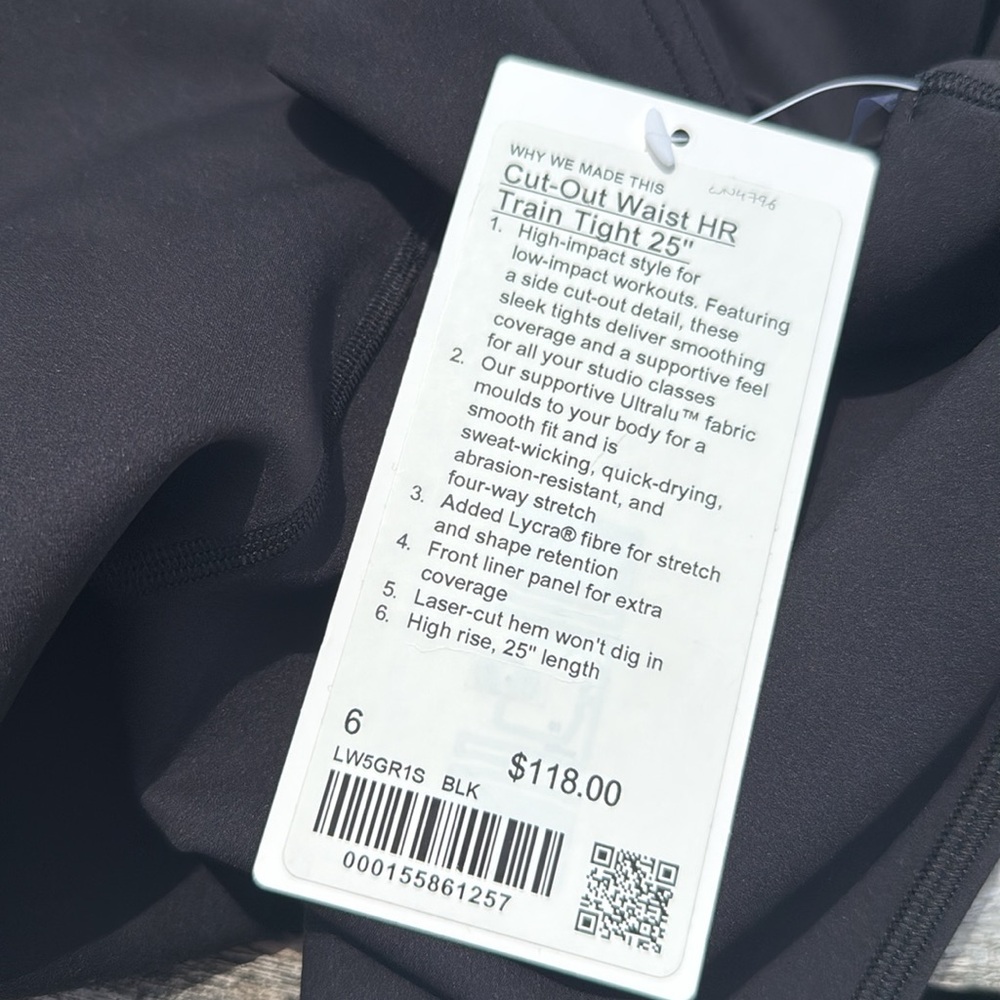 WHY WE MADE THIS
Cut-Out Waist HR
Train Tight 25"
1. High-impact style for
low-impact workouts. Featuring
a side cut-out detail, these
sleek tights deliver smoothing
coverage and a supportive feel
for all your studio classes
2. Our supportive Ultralu™ fabric
moulds to your body for a
smooth fit and is
sweat-wicking, quick-drying,
abrasion-resistant, and
four-way stretch
3. Added Lycra® fibre for stretch
and shape retention
4. Front liner panel for extra
coverage
5. Laser-cut hem won't dig in
6. High rise, 25" length
6
LW5GR1S BLK
$118.00
000155861257